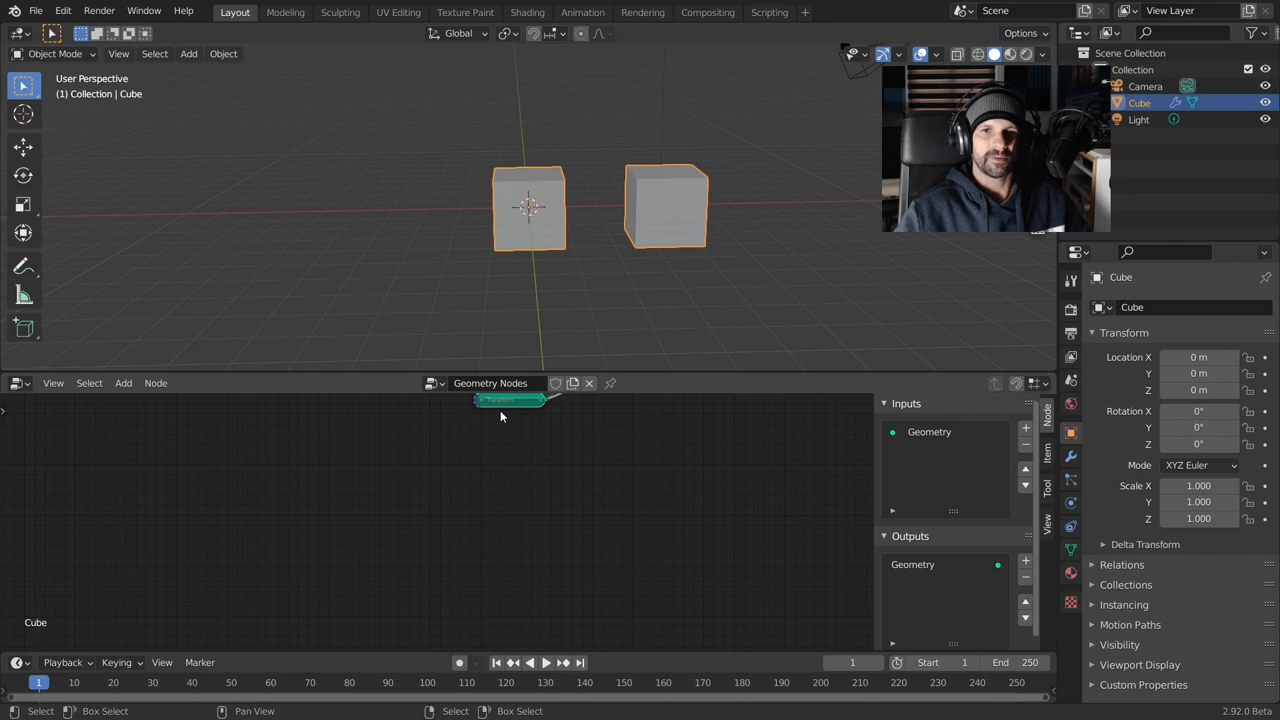 File Edit Render Window Help Layout Modeling Sculpting UV Editing Texture Paint Shading Animation Rendering Compositing Scripting + Scene View Layer
Global Options
Object Mode View Select Add Object
User Perspective
(1) Collection | Cube
Scene Collection
Collection
Camera
Cube
Light
Cube
Cube
Transform
Location X 0 m
Y 0 m
Z 0 m
Rotation X 0°
Y 0°
Z 0°
Mode XYZ Euler
Scale X 1.000
Y 1.000
Z 1.000
Delta Transform
Relations
Collections
Instancing
Motion Paths
Visibility
Viewport Display
Custom Properties
View Select Add Node Geometry Nodes
Transform
Inputs
Geometry
Outputs
Geometry
Node
Item
Tool
View
Cube
Playback Keying View Marker 1 Start 1 End 250
1 10 20 30 40 50 60 70 80 90 100 110 120 130 140 150 160 170 180 190 200 210 220 230 240 250
Select Box Select Pan View Select Box Select 2.92.0 Beta